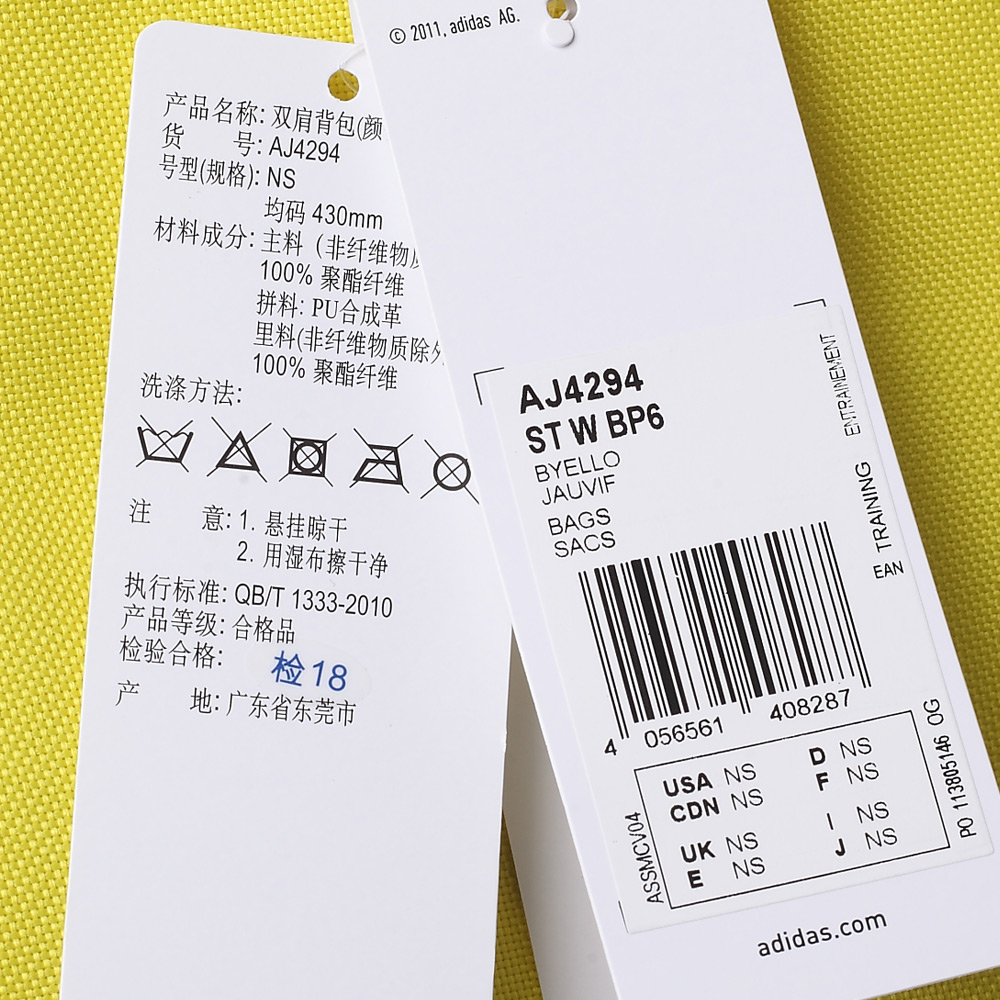 产品名称: 双肩背包(颜
货 号: AJ4294
号型(规格): NS
均码 430mm
材料成分: 主料（非纤维物质
100% 聚酯纤维
拼料: PU合成革
里料(非纤维物质除外
100% 聚酯纤维
洗涤方法:
注 意: 1. 悬挂晾干
2. 用湿布擦干净
执行标准: QB/T 1333-2010
产品等级: 合格品
检验合格: 检18
产 地: 广东省东莞市
© 2011, adidas AG.
AJ4294
ST W BP6
BYELLO
JAUVIF
BAGS
SACS
ENTRAINEMENT
EAN TRAINING
4 056561 408287
USA NS D NS
CDN NS F NS
UK NS I NS
E NS J NS
ASSMCV04
PO 113805146 OG
adidas.com